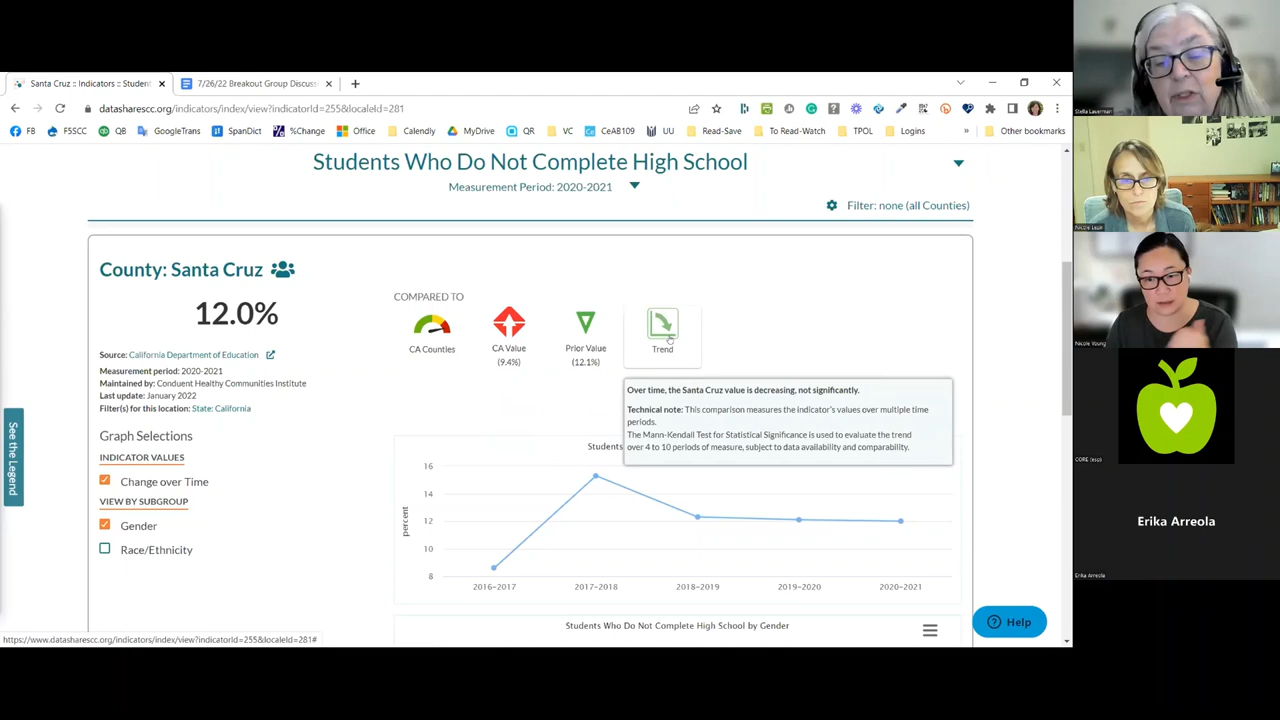 Santa Cruz :: Indicators :: Student
7/26/22 Breakout Group Discuss
datasharescc.org/indicators/index/view?indicatorId=255&localeId=281
FB
F5SCC
QB
GoogleTrans
SpanDict
%Change
Office
Calendly
MyDrive
QR
VC
CeAB109
UU
Read-Save
To Read-Watch
TPOL
Logins
»
Other bookmarks
Students Who Do Not Complete High School
Measurement Period: 2020-2021
Filter: none (all Counties)
County: Santa Cruz
12.0%
Source: California Department of Education
Measurement period: 2020-2021
Maintained by: Conduent Healthy Communities Institute
Last update: January 2022
Filter(s) for this location: State: California
Graph Selections
INDICATOR VALUES
Change over Time
VIEW BY SUBGROUP
Gender
Race/Ethnicity
COMPARED TO
CA Counties
CA Value
(9.4%)
Prior Value
(12.1%)
Trend
Over time, the Santa Cruz value is decreasing, not significantly.
Technical note: This comparison measures the indicator's values over multiple time
periods.
The Mann-Kendall Test for Statistical Significance is used to evaluate the trend
over 4 to 10 periods of measure, subject to data availability and comparability.
Students
percent
16
14
12
10
8
2016-2017
2017-2018
2018-2019
2019-2020
2020-2021
Students Who Do Not Complete High School by Gender
See the Legend
Help
https://www.datasharescc.org/indicators/index/view?indicatorId=255&localeId=281#
Stella Lauerman
Nicole Young
Erika Arreola
Erika Arreola